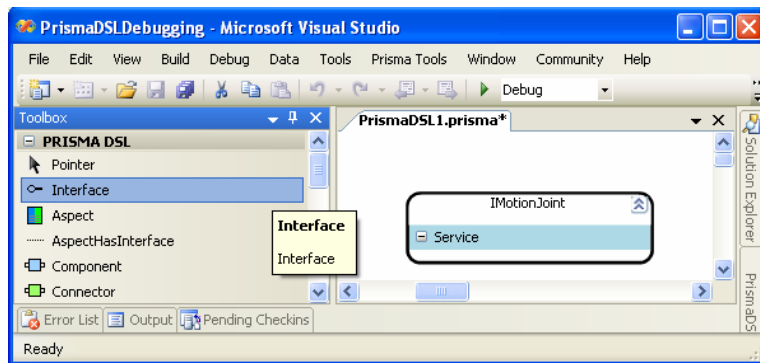 PrismaDSLDebugging - Microsoft Visual Studio
File Edit View Build Debug Data Tools Prisma Tools Window Community Help
Debug
Toolbox
PrismaDSL1.prisma*
PRISMA DSL
Pointer
Interface
Aspect
AspectHasInterface
Component
Connector
Interface
Interface
IMotionJoint
Service
Solution Explorer
PrismaDS
Error List Output Pending Checkins
Ready